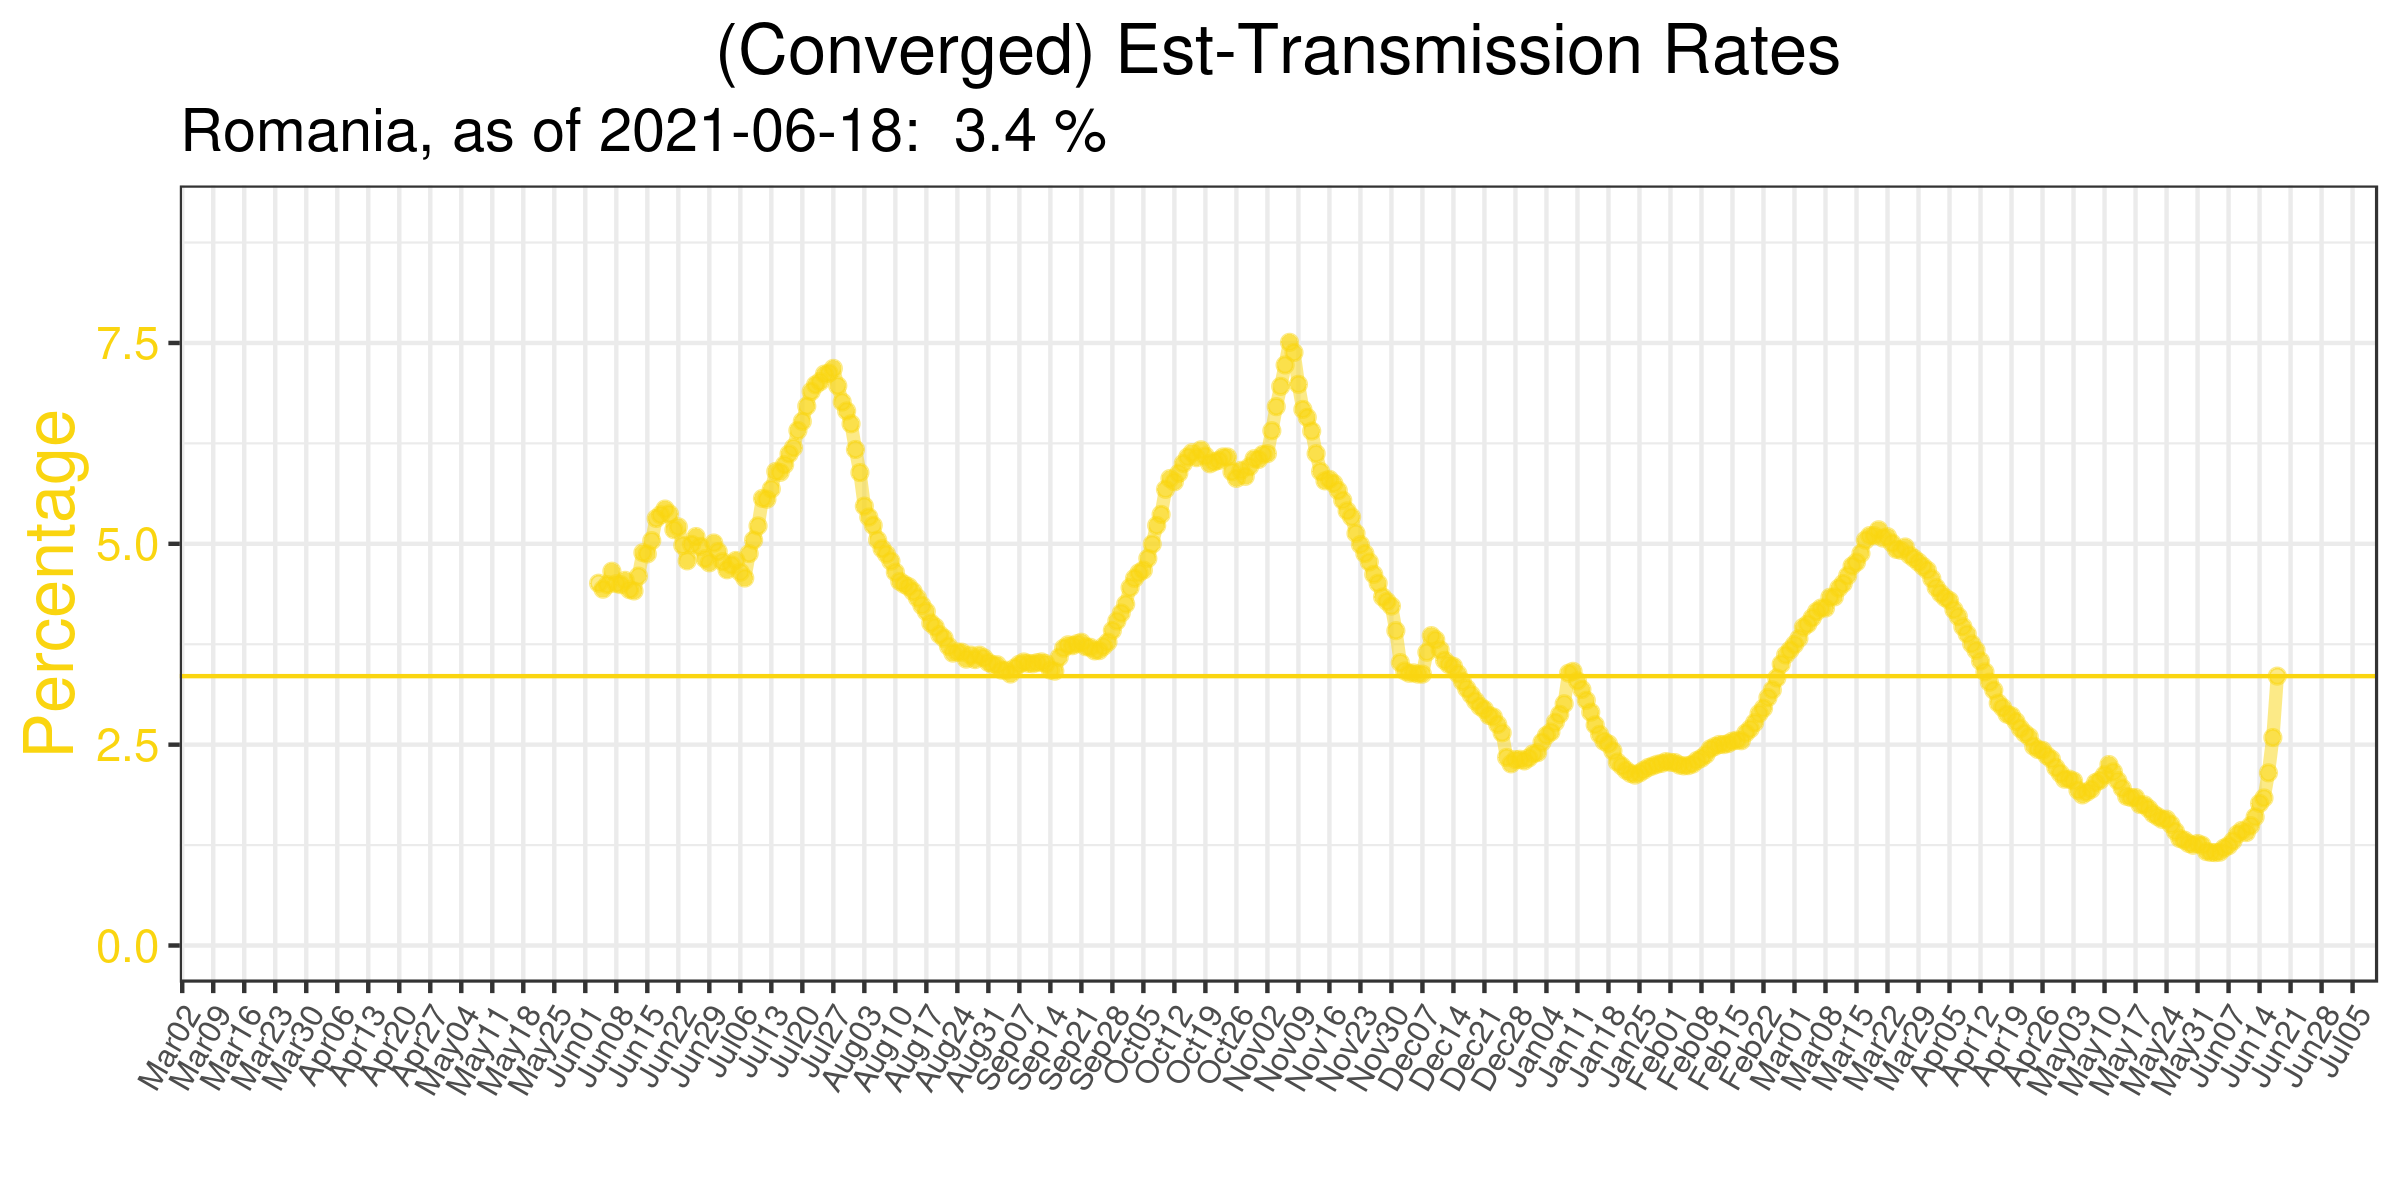 (Converged) Est-Transmission Rates
Romania, as of 2021-06-18:  3.4 %
Percentage
7.5
5.0
2.5
0.0
Mar02
Mar09
Mar16
Mar23
Mar30
Apr06
Apr13
Apr20
Apr27
May04
May11
May18
May25
Jun01
Jun08
Jun15
Jun22
Jun29
Jul06
Jul13
Jul20
Jul27
Aug03
Aug10
Aug17
Aug24
Aug31
Sep07
Sep14
Sep21
Sep28
Oct05
Oct12
Oct19
Oct26
Nov02
Nov09
Nov16
Nov23
Nov30
Dec07
Dec14
Dec21
Dec28
Jan04
Jan11
Jan18
Jan25
Feb01
Feb08
Feb15
Feb22
Mar01
Mar08
Mar15
Mar22
Mar29
Apr05
Apr12
Apr19
Apr26
May03
May10
May17
May24
May31
Jun07
Jun14
Jun21
Jun28
Jul05